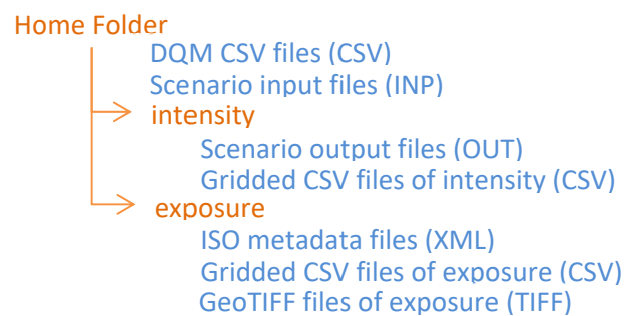 Home Folder
DQM CSV files (CSV)
Scenario input files (INP)
intensity
Scenario output files (OUT)
Gridded CSV files of intensity (CSV)
exposure
ISO metadata files (XML)
Gridded CSV files of exposure (CSV)
GeoTIFF files of exposure (TIFF)